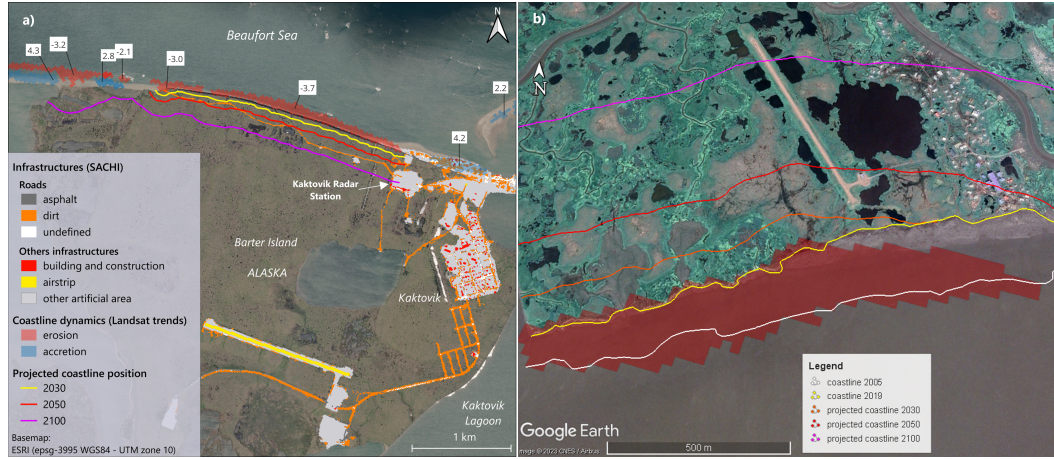 a)
N
Beaufort Sea
4.3
-3.2
2.8
-2.1
-3.0
-3.7
2.2
4.2
Kaktovik Radar
Station
Barter Island
ALASKA
Kaktovik
Kaktovik
Lagoon
1 km
Infrastructures (SACHI)
Roads
asphalt
dirt
undefined
Others infrastructures
building and construction
airstrip
other artificial area
Coastline dynamics (Landsat trends)
erosion
accretion
Projected coastline position
2030
2050
2100
Basemap:
ESRI (epsg-3995 WGS84 - UTM zone 10)
b)
N
Legend
coastline 2005
coastline 2019
projected coastline 2030
projected coastline 2050
projected coastline 2100
Google Earth
© 2023 CNES / Airbus
500 m